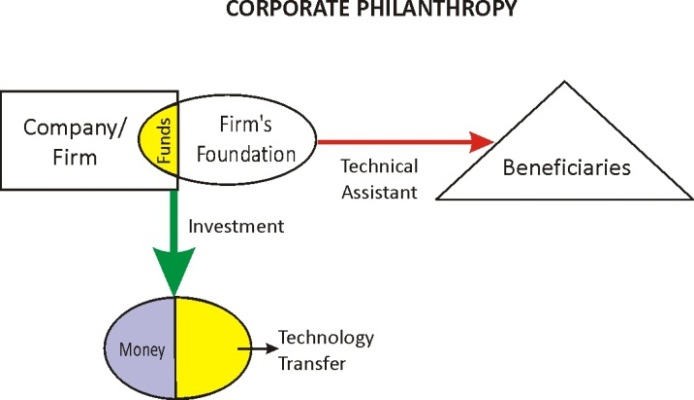 CORPORATE PHILANTHROPY
Company/
Firm
Funds
Firm's
Foundation
Technical
Assistant
Beneficiaries
Investment
Money
Technology
Transfer